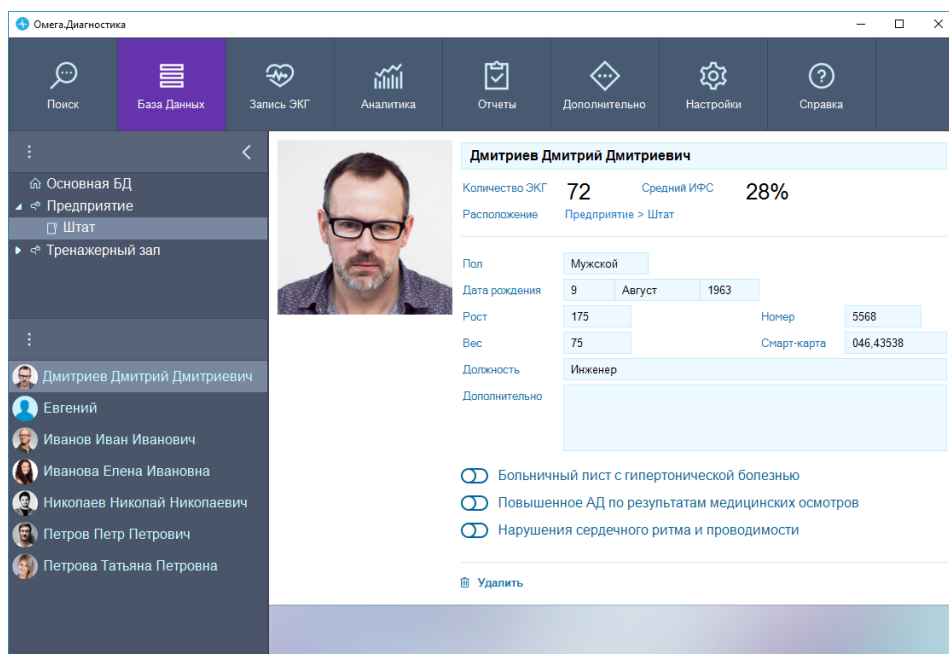 Омега.Диагностика
Поиск
База Данных
Запись ЭКГ
Аналитика
Отчеты
Дополнительно
Настройки
Справка
Основная БД
Предприятие
Штат
Тренажерный зал
Дмитриев Дмитрий Дмитриевич
Евгений
Иванов Иван Иванович
Иванова Елена Ивановна
Николаев Николай Николаевич
Петров Петр Петрович
Петрова Татьяна Петровна
Дмитриев Дмитрий Дмитриевич
Количество ЭКГ 72 Средний ИФС 28%
Расположение Предприятие > Штат
Пол Мужской
Дата рождения 9 Август 1963
Рост 175 Номер 5568
Вес 75 Смарт-карта 046,43538
Должность Инженер
Дополнительно
Больничный лист с гипертонической болезнью
Повышенное АД по результатам медицинских осмотров
Нарушения сердечного ритма и проводимости
Удалить